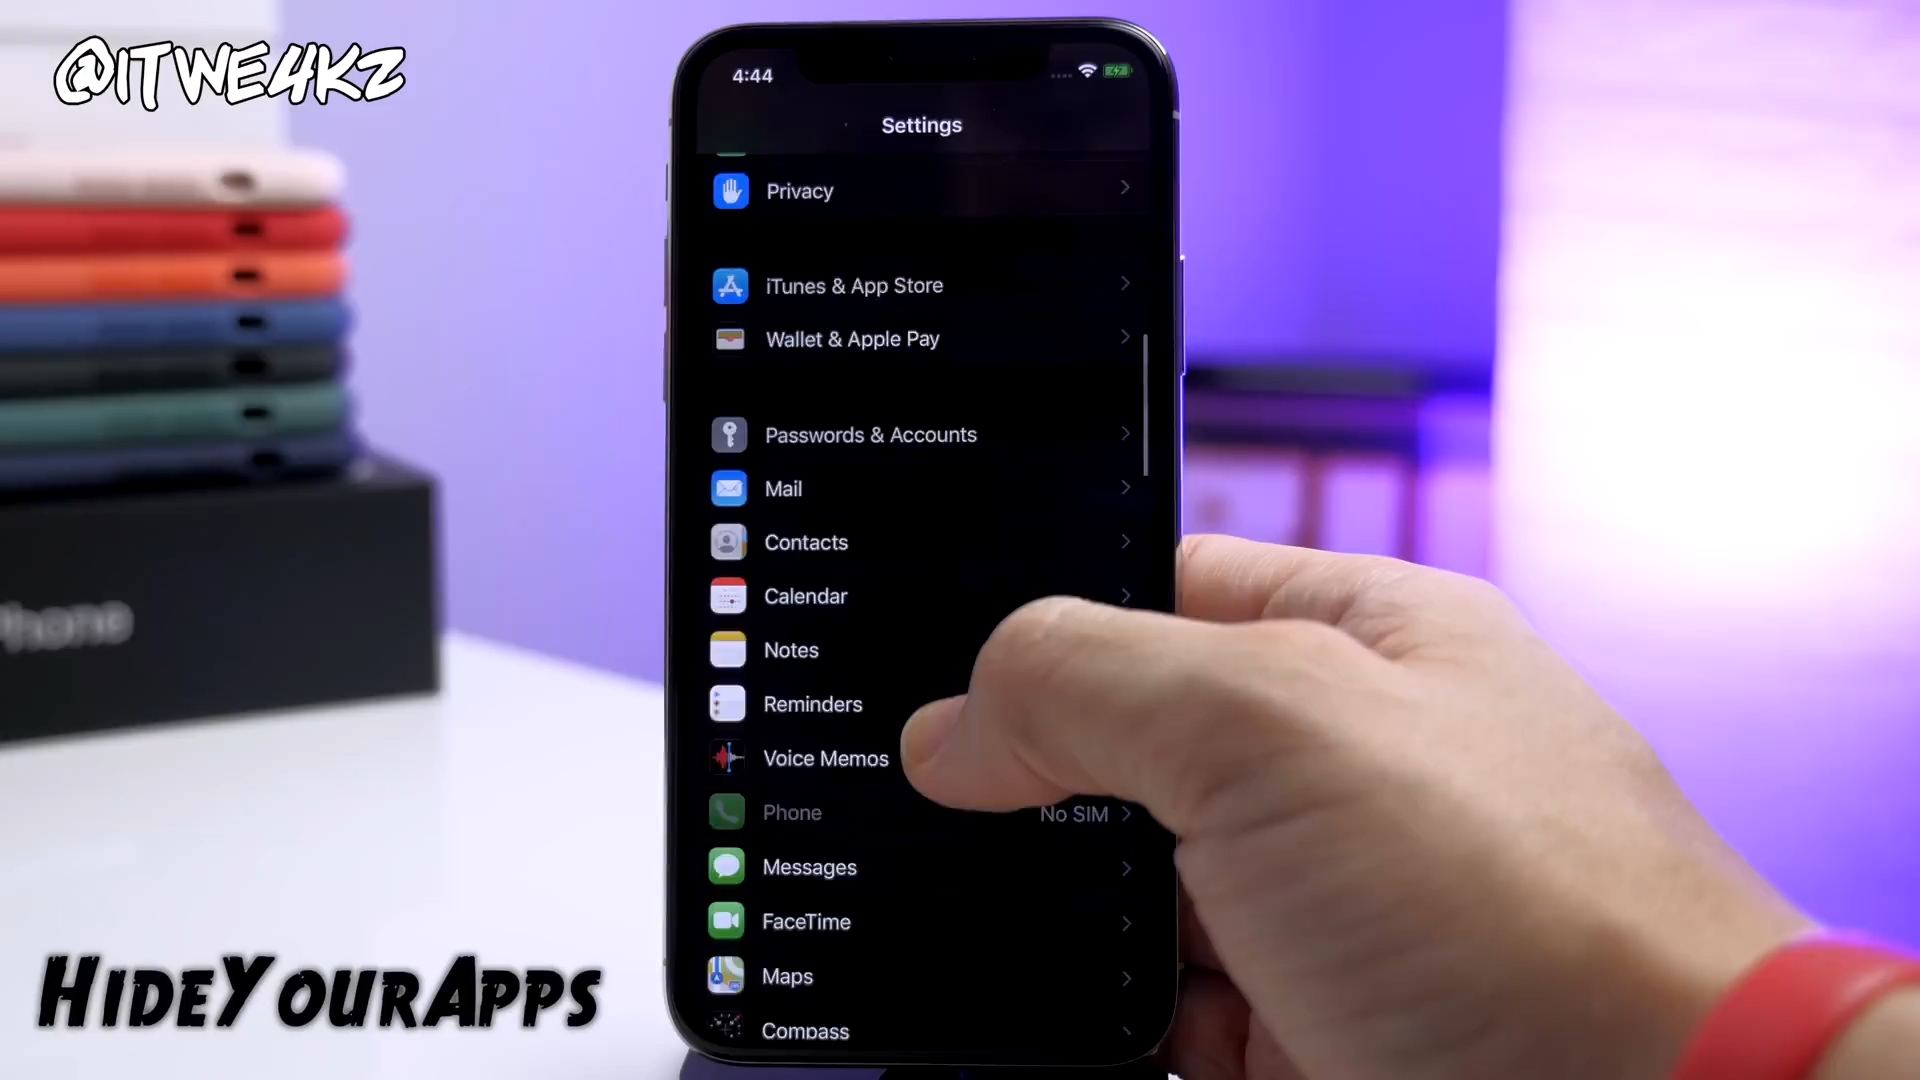 @iTWE4KZ
4:44
Settings
Privacy
iTunes & App Store
Wallet & Apple Pay
Passwords & Accounts
Mail
Contacts
Calendar
Notes
Reminders
Voice Memos
Phone No SIM
Messages
FaceTime
Maps
Compass
hone
HideYourApps